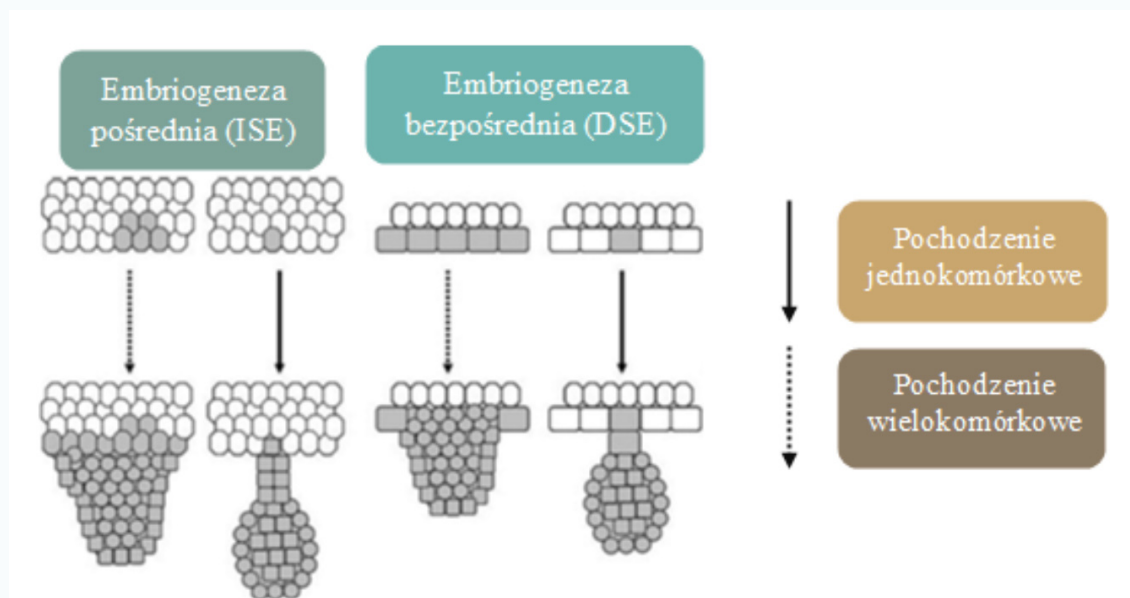 Embriogeneza
pośrednia (ISE)
Embriogeneza
bezpośrednia (DSE)
Pochodzenie
jednokomórkowe
Pochodzenie
wielokomórkowe